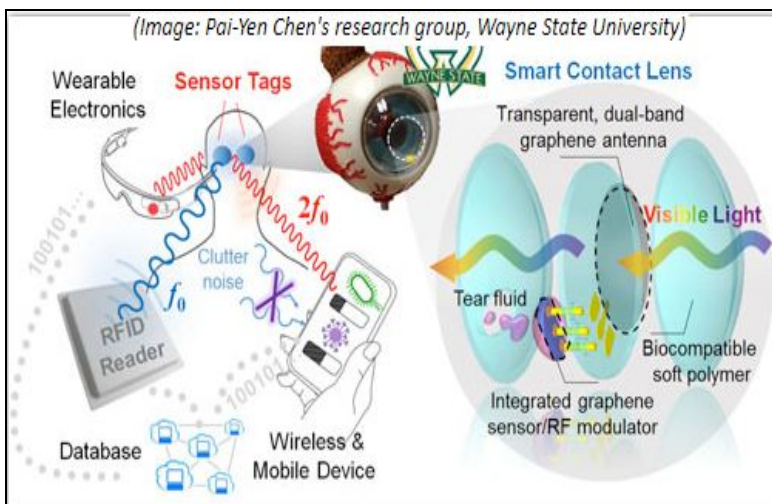 (Image: Pai-Yen Chen's research group, Wayne State University)
Wearable
Electronics
Sensor Tags
WAYNE STATE
Smart Contact Lens
Transparent, dual-band
graphene antenna
100101...
2f₀
Visible Light
Clutter
noise
f₀
RFID
Reader
Tear fluid
Biocompatible
soft polymer
100101
Integrated graphene
sensor/RF modulator
Database
Wireless &
Mobile Device